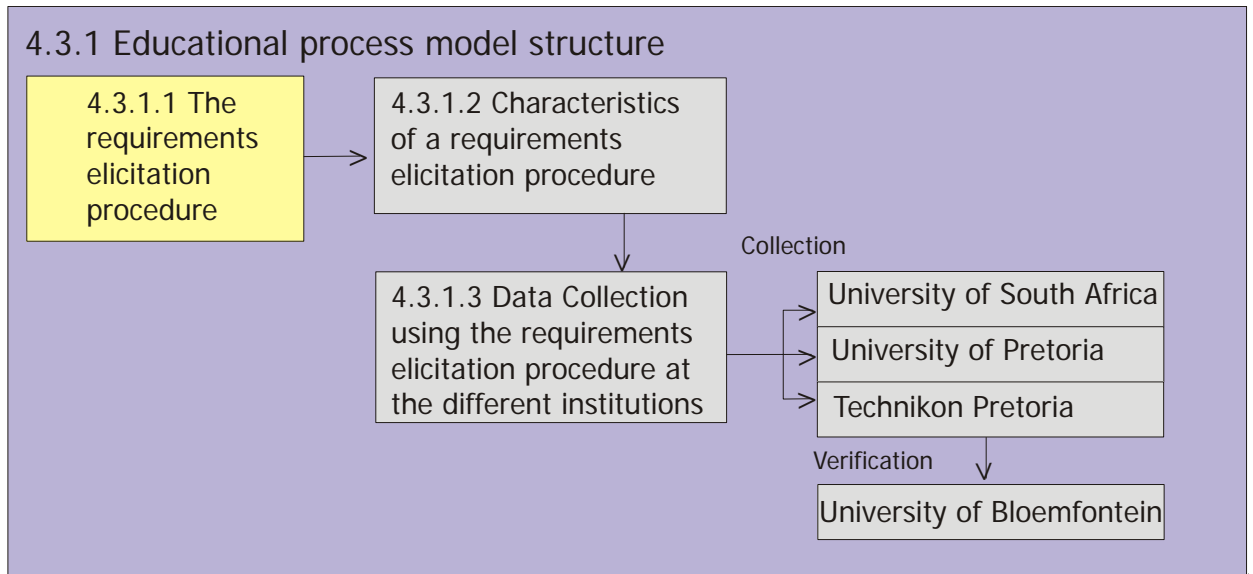 4.3.1 Educational process model structure
4.3.1.1 The
requirements
elicitation
procedure
4.3.1.2 Characteristics
of a requirements
elicitation procedure
4.3.1.3 Data Collection
using the requirements
elicitation procedure at
the different institutions
Collection
University of South Africa
University of Pretoria
Technikon Pretoria
Verification
University of Bloemfontein